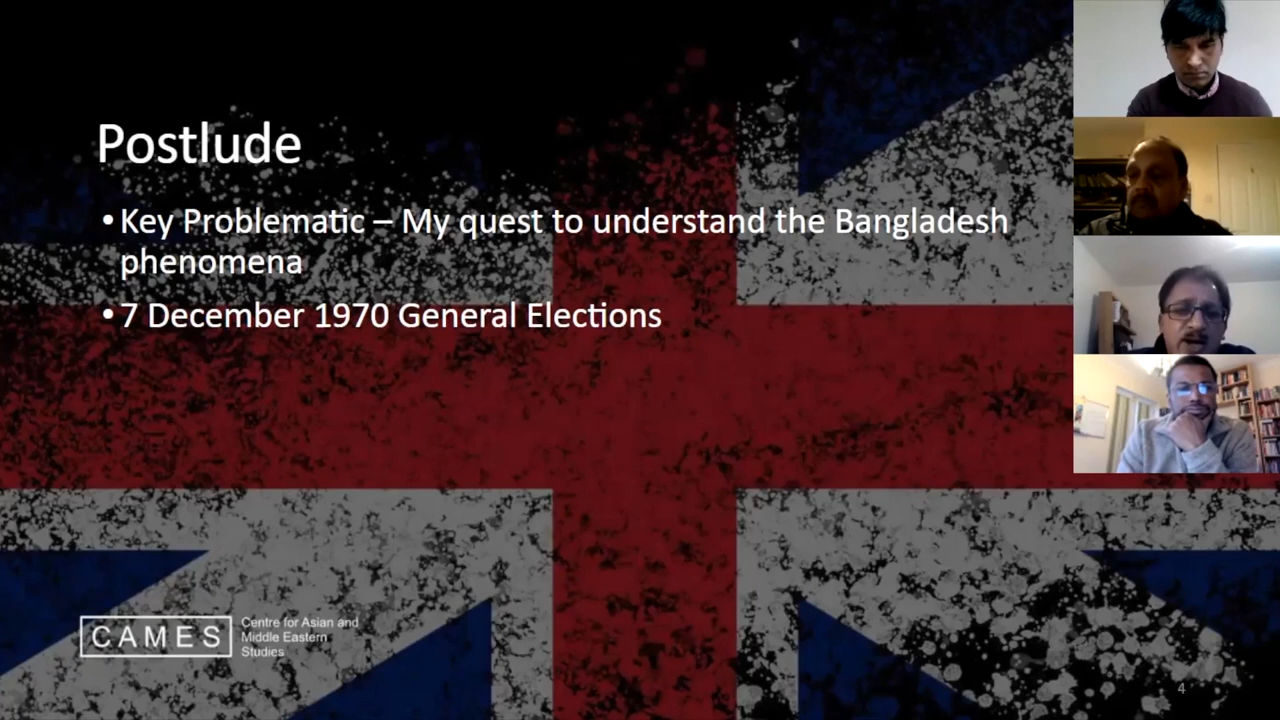 Postlude
• Key Problematic – My quest to understand the Bangladesh
phenomena
• 7 December 1970 General Elections
CAMES
Centre for Asian and
Middle Eastern
Studies
4